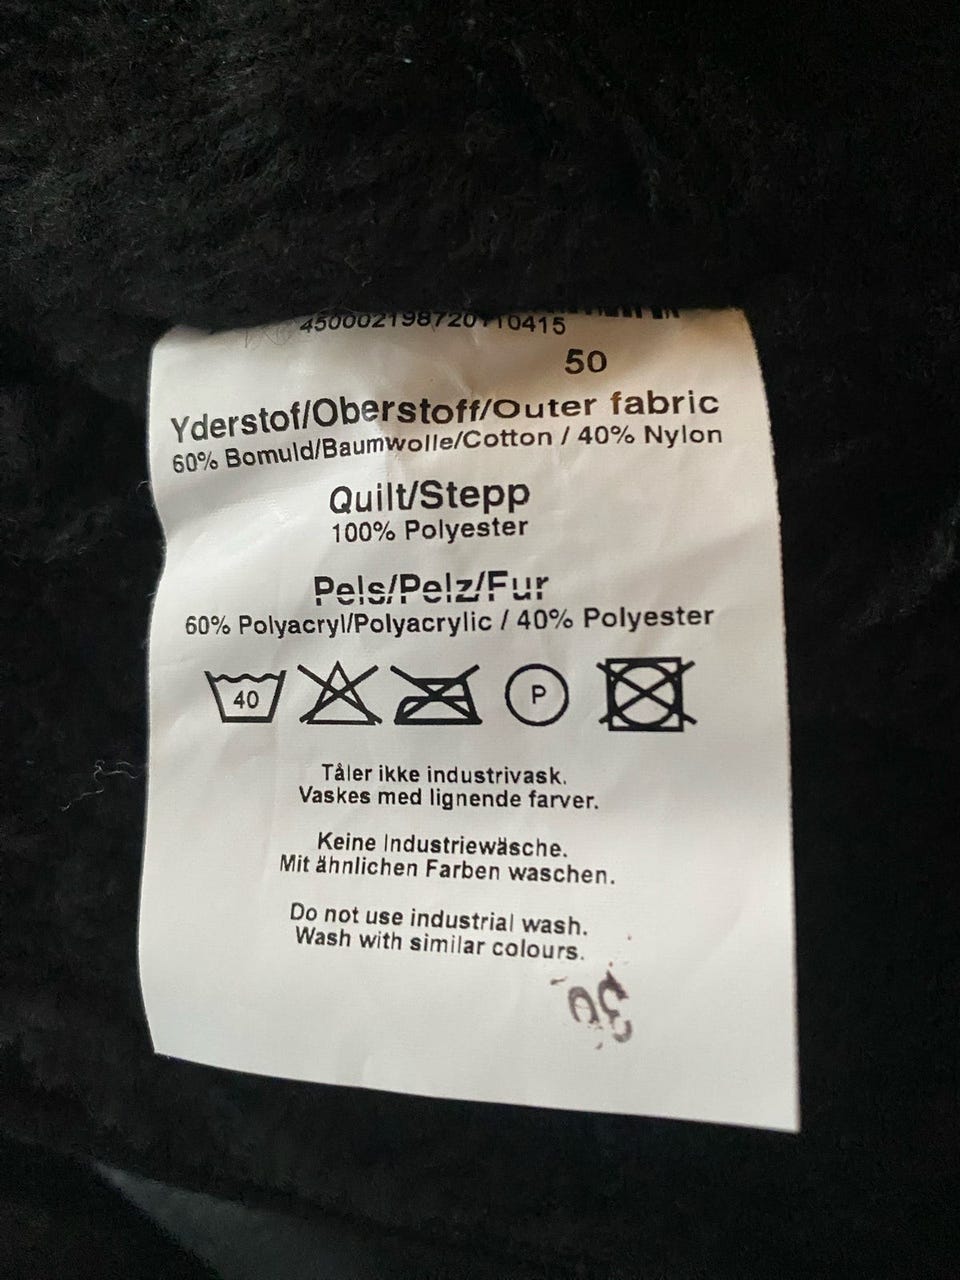 450002198720110415
50
Yderstof/Oberstoff/Outer fabric
60% Bomuld/Baumwolle/Cotton / 40% Nylon
Quilt/Stepp
100% Polyester
Pels/Pelz/Fur
60% Polyacryl/Polyacrylic / 40% Polyester
40
P
Tåler ikke industrivask.
Vaskes med lignende farver.
Keine Industriewäsche.
Mit ähnlichen Farben waschen.
Do not use industrial wash.
Wash with similar colours.